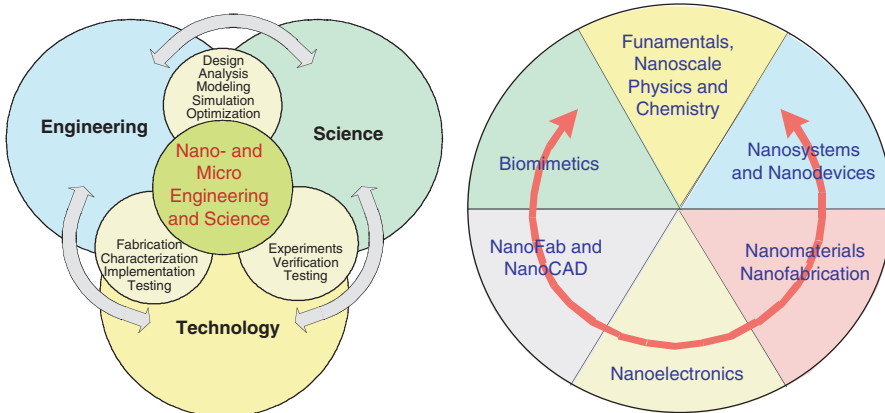 Design
Analysis
Modeling
Simulation
Optimization
Engineering
Science
Nano- and
Micro
Engineering
and Science
Fabrication
Characterization
Implementation
Testing
Experiments
Verification
Testing
Technology
Funamentals,
Nanoscale
Physics and
Chemistry
Biomimetics
Nanosystems
and Nanodevices
NanoFab and
NanoCAD
Nanomaterials
Nanofabrication
Nanoelectronics